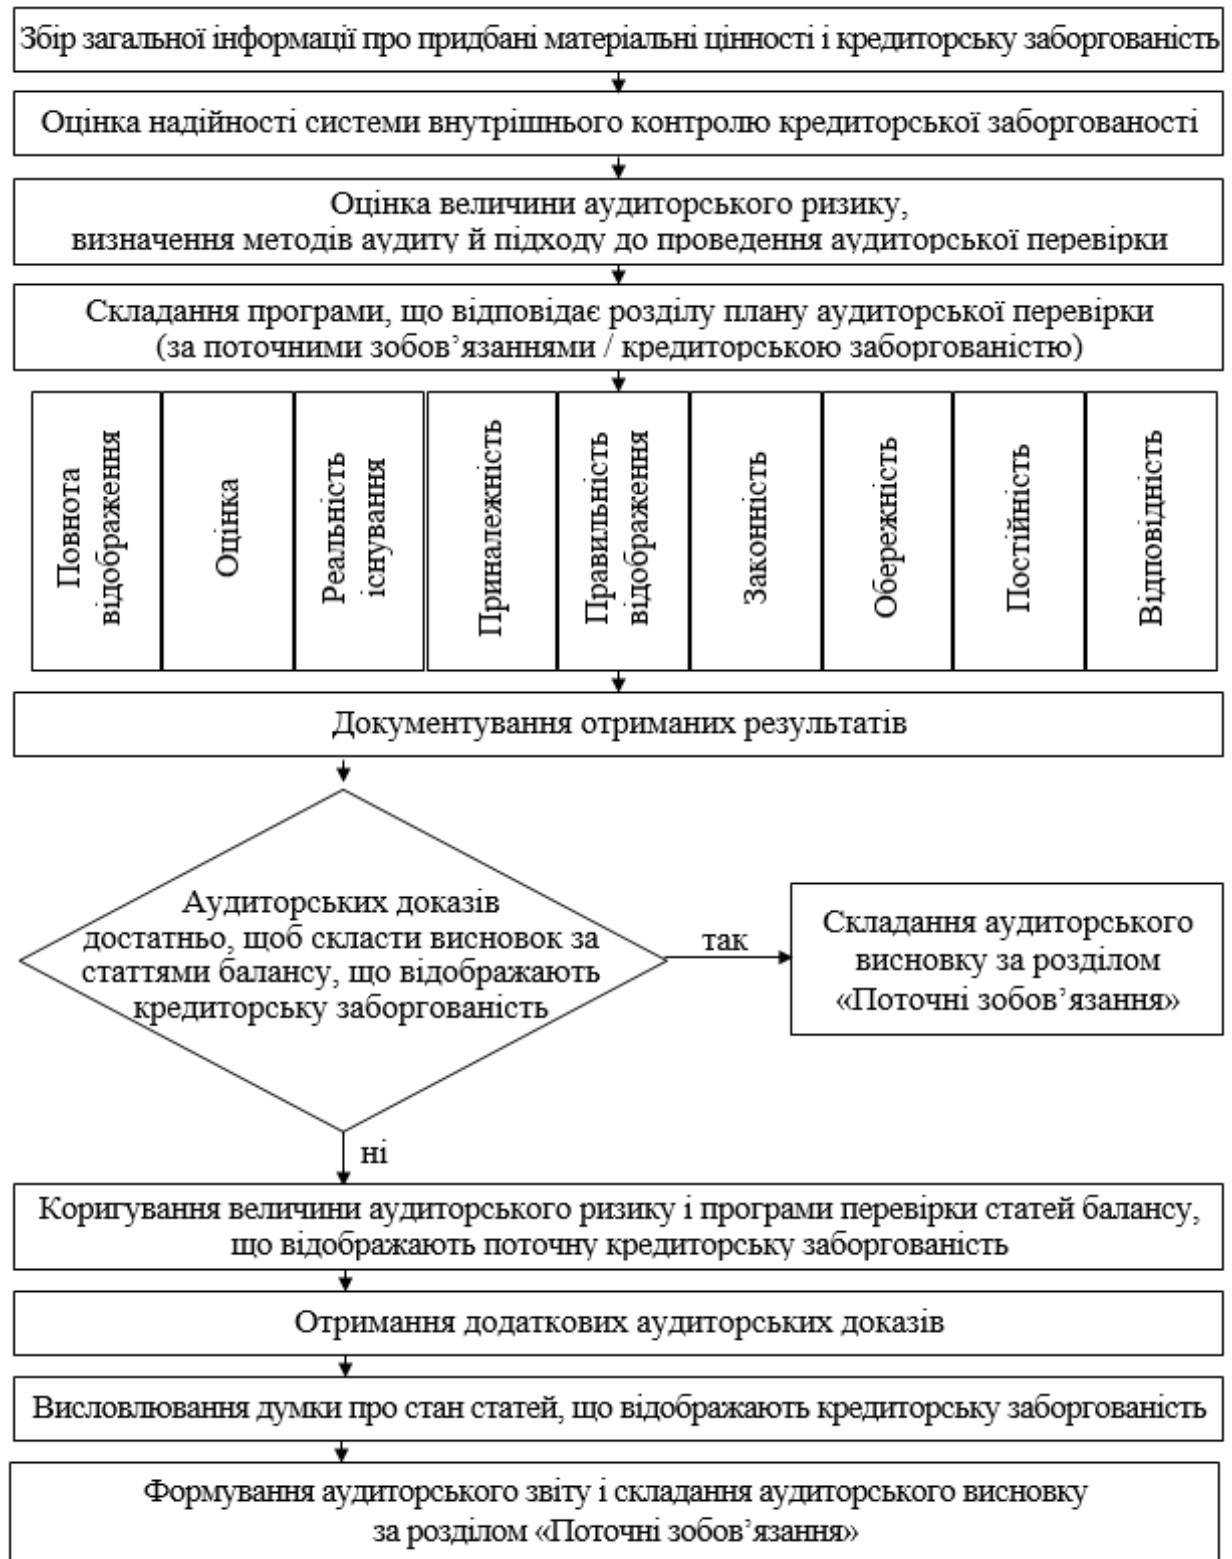 Збір загальної інформації про придбані матеріальні цінності і кредиторську заборгованість
Оцінка надійності системи внутрішнього контролю кредиторської заборгованості
Оцінка величини аудиторського ризику,
визначення методів аудиту й підходу до проведення аудиторської перевірки
Складання програми, що відповідає розділу плану аудиторської перевірки
(за поточними зобов’язаннями / кредиторською заборгованістю)
Повнота
відображення
Оцінка
Реальність
існування
Приналежність
Правильність
відображення
Законність
Обережність
Постійність
Відповідність
Документування отриманих результатів
Аудиторських доказів
достатньо, щоб скласти висновок за
статтями балансу, що відображають
кредиторську заборгованість
так
Складання аудиторського
висновку за розділом
«Поточні зобов’язання»
ні
Коригування величини аудиторського ризику і програми перевірки статей балансу,
що відображають поточну кредиторську заборгованість
Отримання додаткових аудиторських доказів
Висловлювання думки про стан статей, що відображають кредиторську заборгованість
Формування аудиторського звіту і складання аудиторського висновку
за розділом «Поточні зобов’язання»